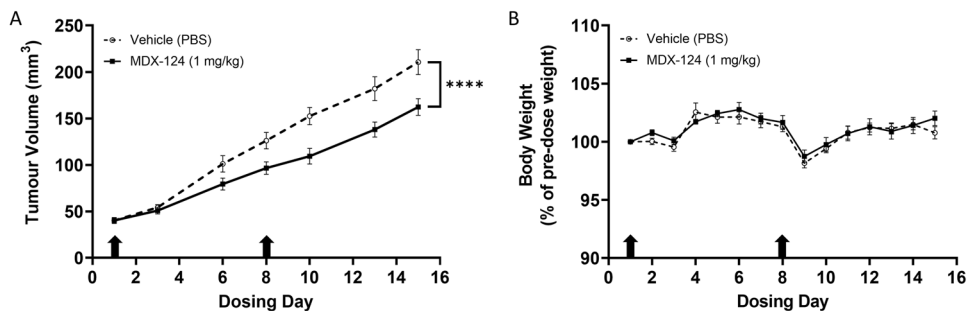 A
Tumour Volume (mm³)
250
200
150
100
50
0
Vehicle (PBS)
MDX-124 (1 mg/kg)
****
0 2 4 6 8 10 12 14 16
Dosing Day
B
Body Weight
(% of pre-dose weight)
110
105
100
95
90
Vehicle (PBS)
MDX-124 (1 mg/kg)
0 2 4 6 8 10 12 14 16
Dosing Day